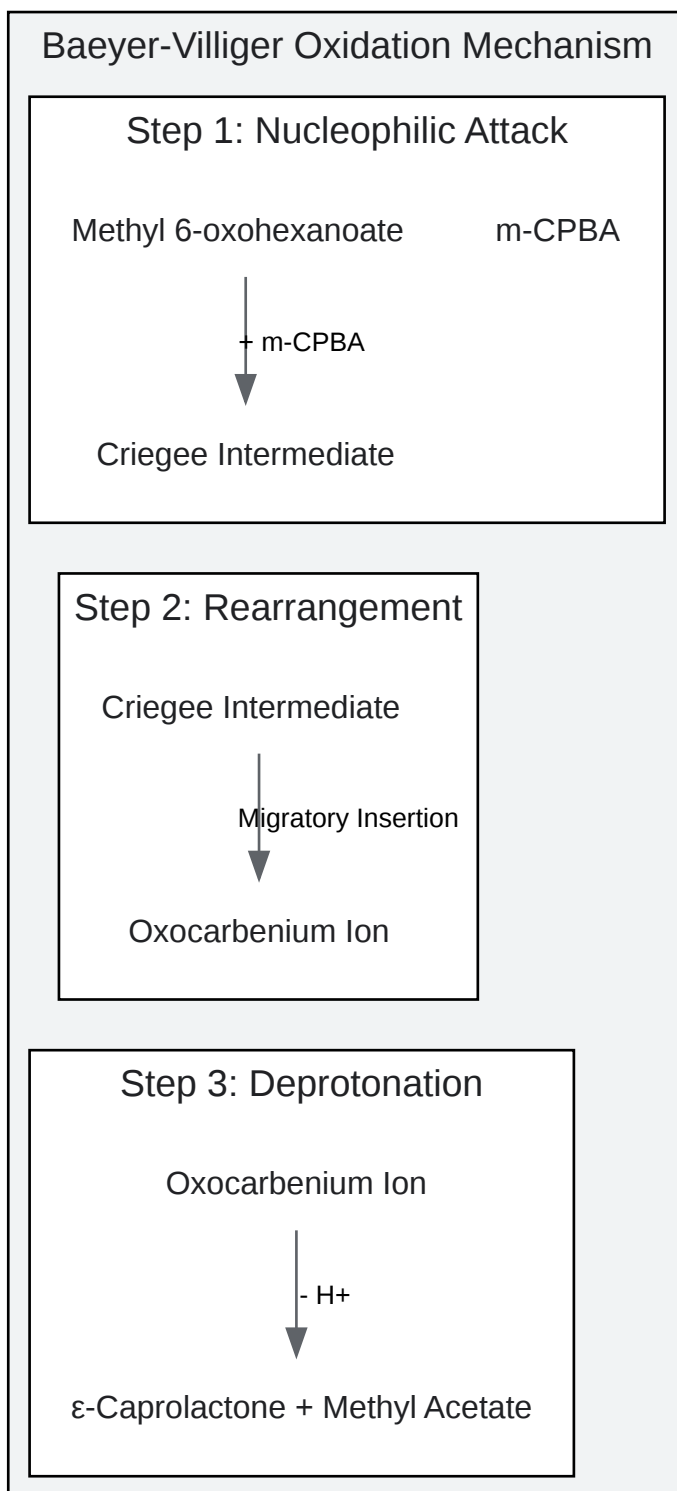 Baeyer-Villiger Oxidation Mechanism
Step 1: Nucleophilic Attack
Methyl 6-oxohexanoate m-CPBA
+ m-CPBA
Criegee Intermediate
Step 2: Rearrangement
Criegee Intermediate
Migratory Insertion
Oxocarbenium Ion
Step 3: Deprotonation
Oxocarbenium Ion
- H+
ε-Caprolactone + Methyl Acetate